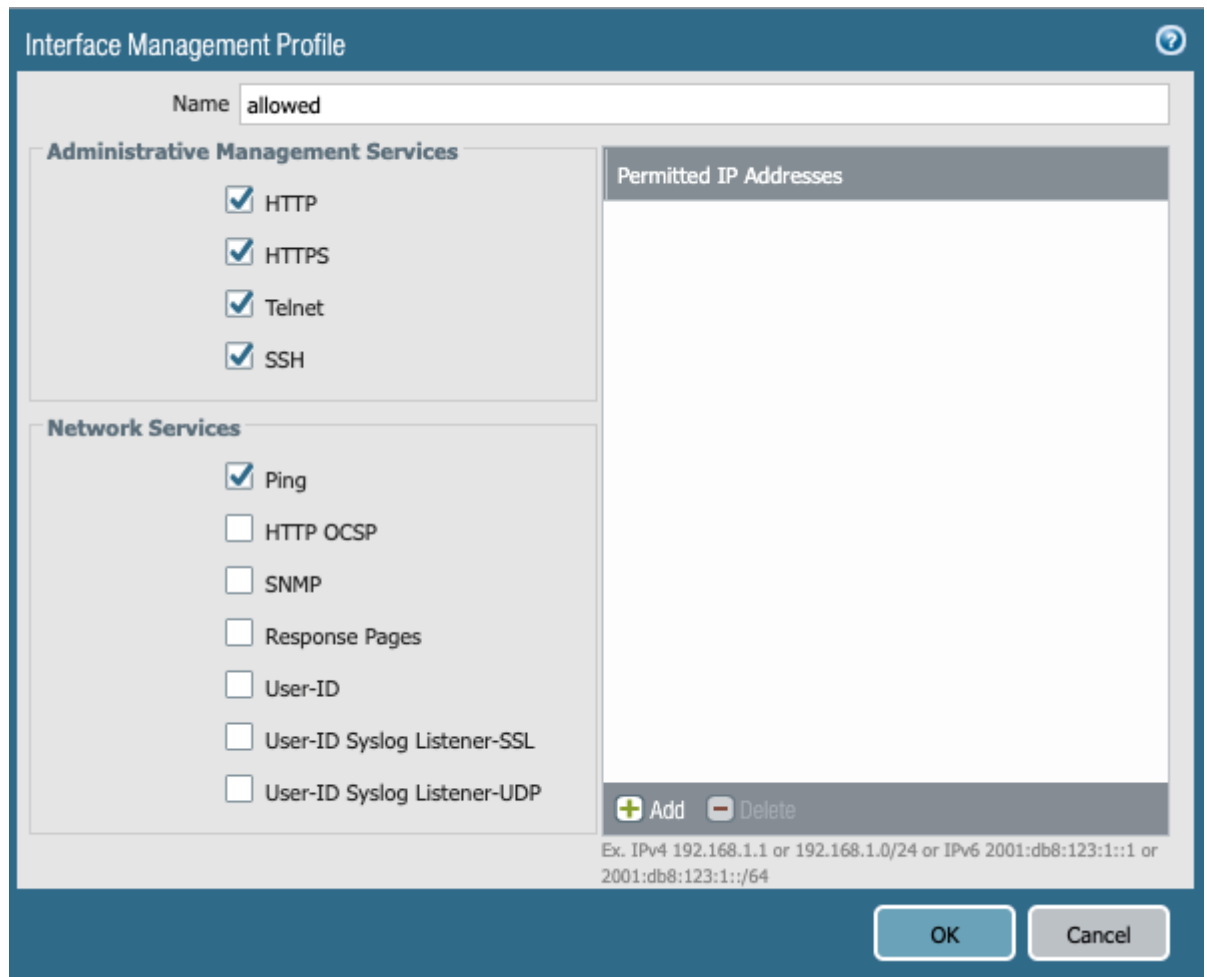 Interface Management Profile
?
Name allowed
Administrative Management Services
HTTP
HTTPS
Telnet
SSH
Network Services
Ping
HTTP OCSP
SNMP
Response Pages
User-ID
User-ID Syslog Listener-SSL
User-ID Syslog Listener-UDP
Permitted IP Addresses
Add Delete
Ex. IPv4 192.168.1.1 or 192.168.1.0/24 or IPv6 2001:db8:123:1::1 or
2001:db8:123:1::/64
OK Cancel